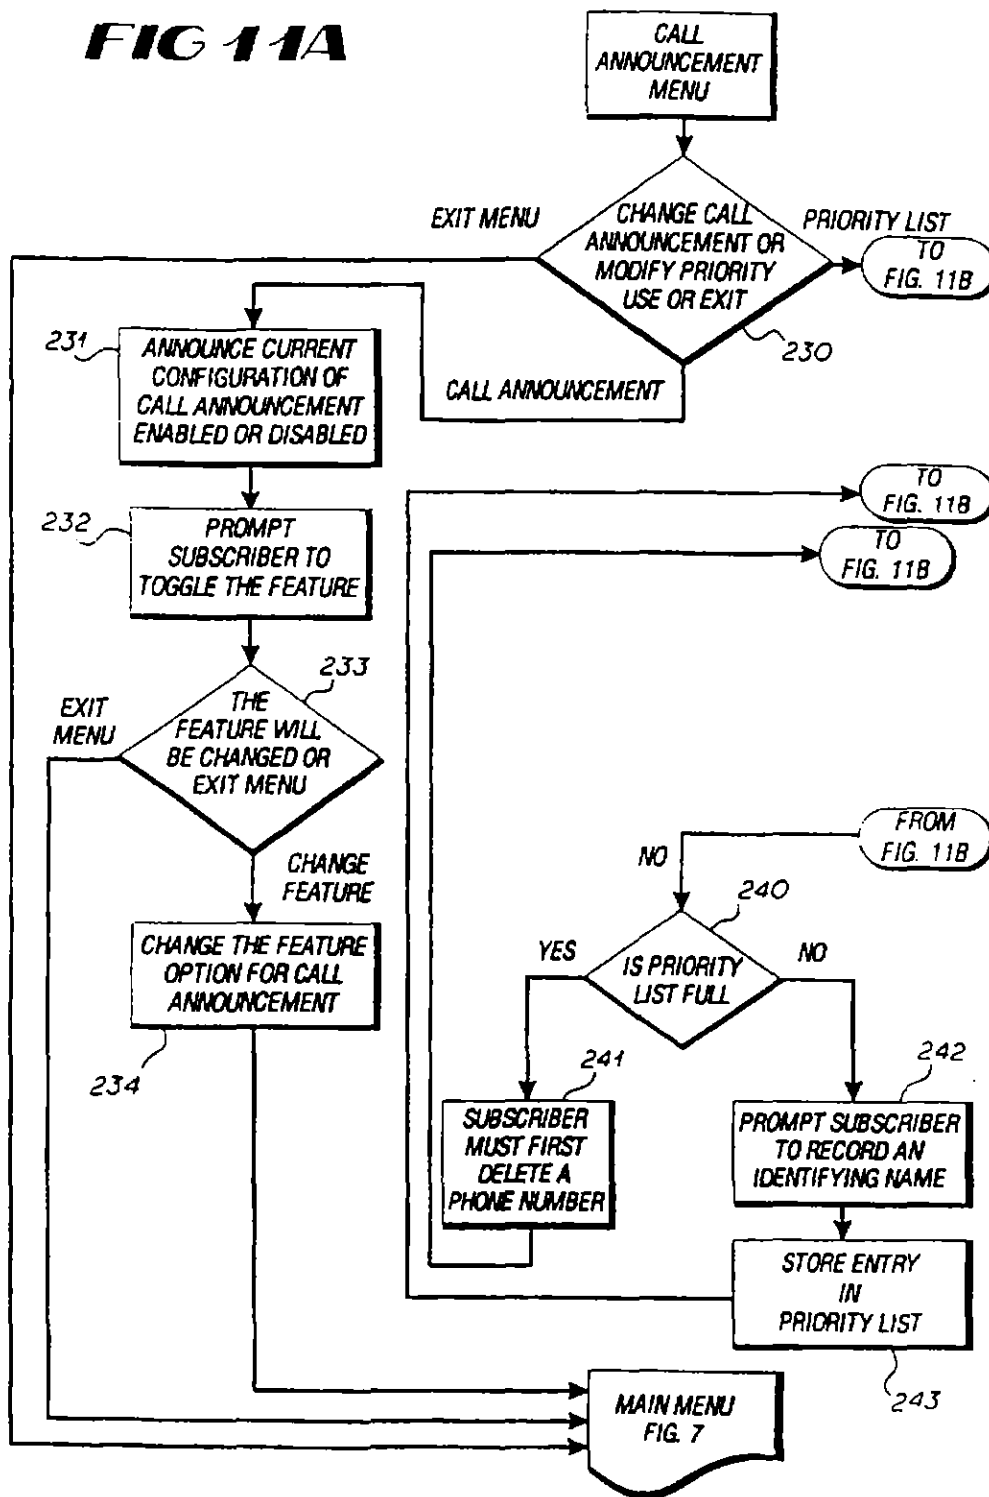 FIG 11A
CALL
ANNOUNCEMENT
MENU
EXIT MENU
CHANGE CALL
ANNOUNCEMENT OR
MODIFY PRIORITY
USE OR EXIT
PRIORITY LIST
TO
FIG. 11B
230
231
ANNOUNCE CURRENT
CONFIGURATION OF
CALL ANNOUNCEMENT
ENABLED OR DISABLED
CALL ANNOUNCEMENT
TO
FIG. 11B
232
PROMPT
SUBSCRIBER TO
TOGGLE THE FEATURE
TO
FIG. 11B
233
EXIT
MENU
THE
FEATURE WILL
BE CHANGED OR
EXIT MENU
CHANGE
FEATURE
FROM
FIG. 11B
NO
240
YES
IS PRIORITY
LIST FULL
NO
CHANGE THE FEATURE
OPTION FOR CALL
ANNOUNCEMENT
234
241
SUBSCRIBER
MUST FIRST
DELETE A
PHONE NUMBER
242
PROMPT SUBSCRIBER
TO RECORD AN
IDENTIFYING NAME
STORE ENTRY
IN
PRIORITY LIST
243
MAIN MENU
FIG. 7